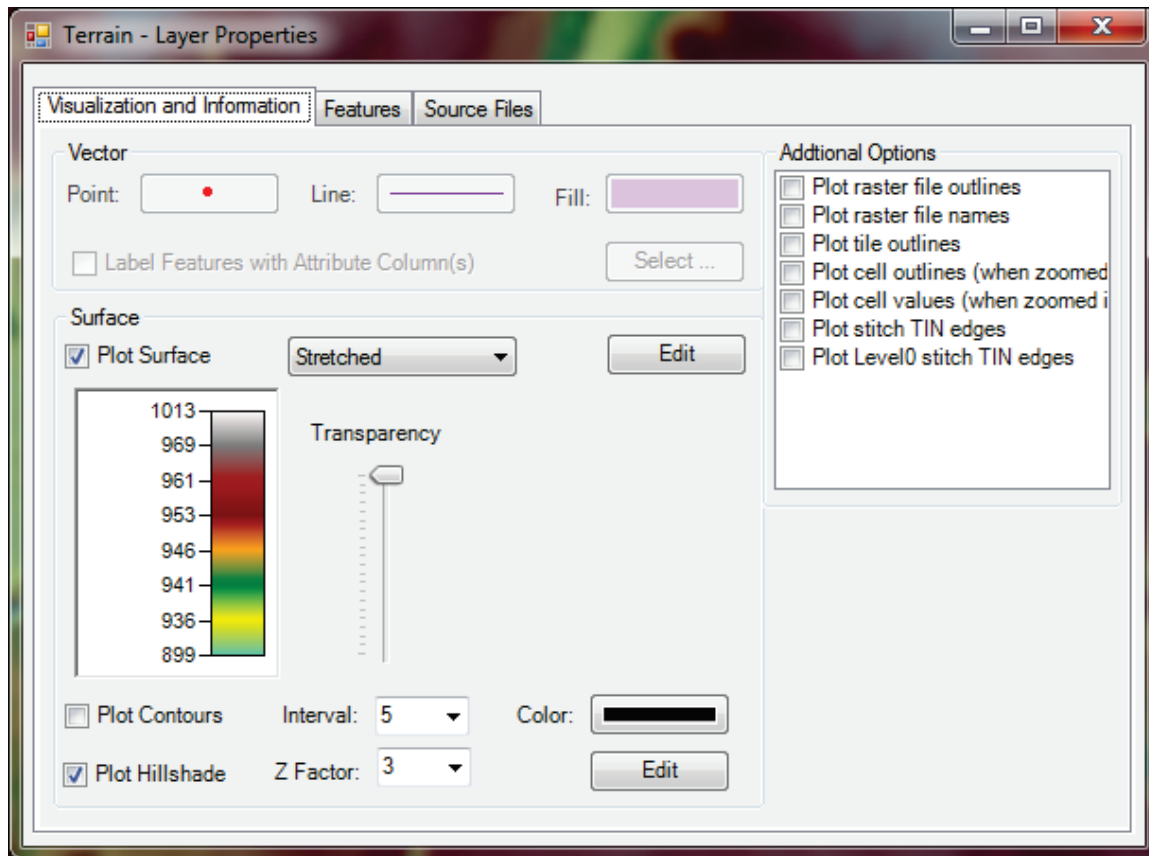 Terrain - Layer Properties
Visualization and Information Features Source Files
Vector
Point: Line: Fill:
Label Features with Attribute Column(s) Select ...
Surface
Plot Surface Stretched Edit
1013
969
961
953
946
941
936
899
Transparency
Plot Contours Interval: 5 Color:
Plot Hillshade Z Factor: 3 Edit
Addtional Options
Plot raster file outlines
Plot raster file names
Plot tile outlines
Plot cell outlines (when zoomed
Plot cell values (when zoomed i
Plot stitch TIN edges
Plot Level0 stitch TIN edges